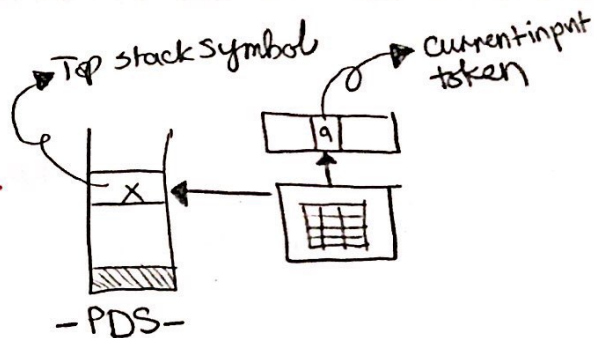 Top stack symbol
current input
token
a
X
- PDS -